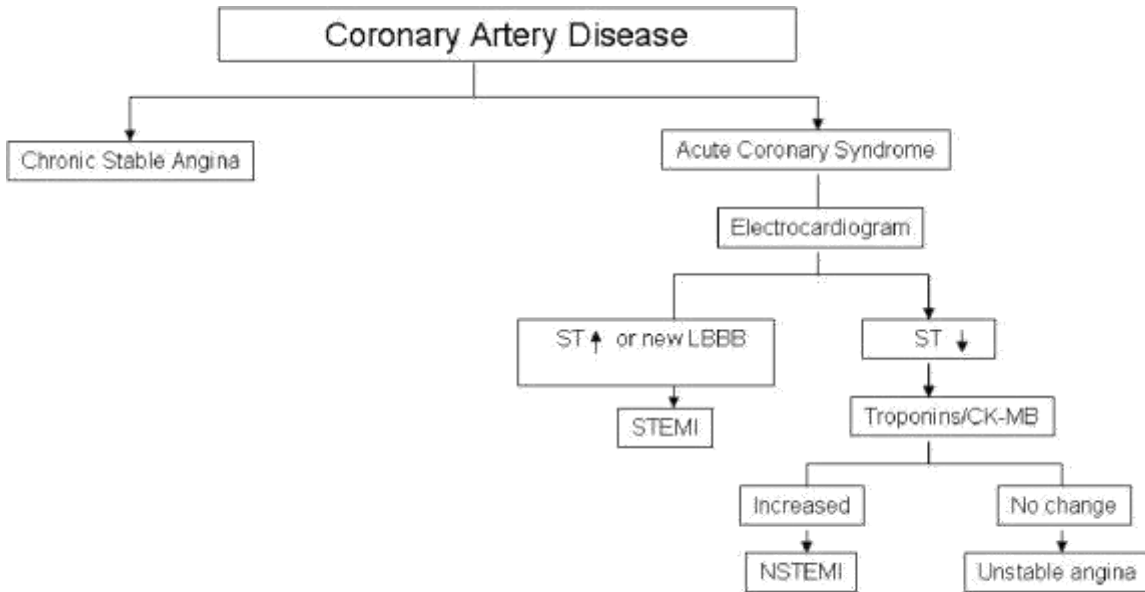 Coronary Artery Disease
Chronic Stable Angina
Acute Coronary Syndrome
Electrocardiogram
ST ↑ or new LBBB
ST ↓
STEMI
Troponins/CK-MB
Increased
No change
NSTEMI
Unstable angina